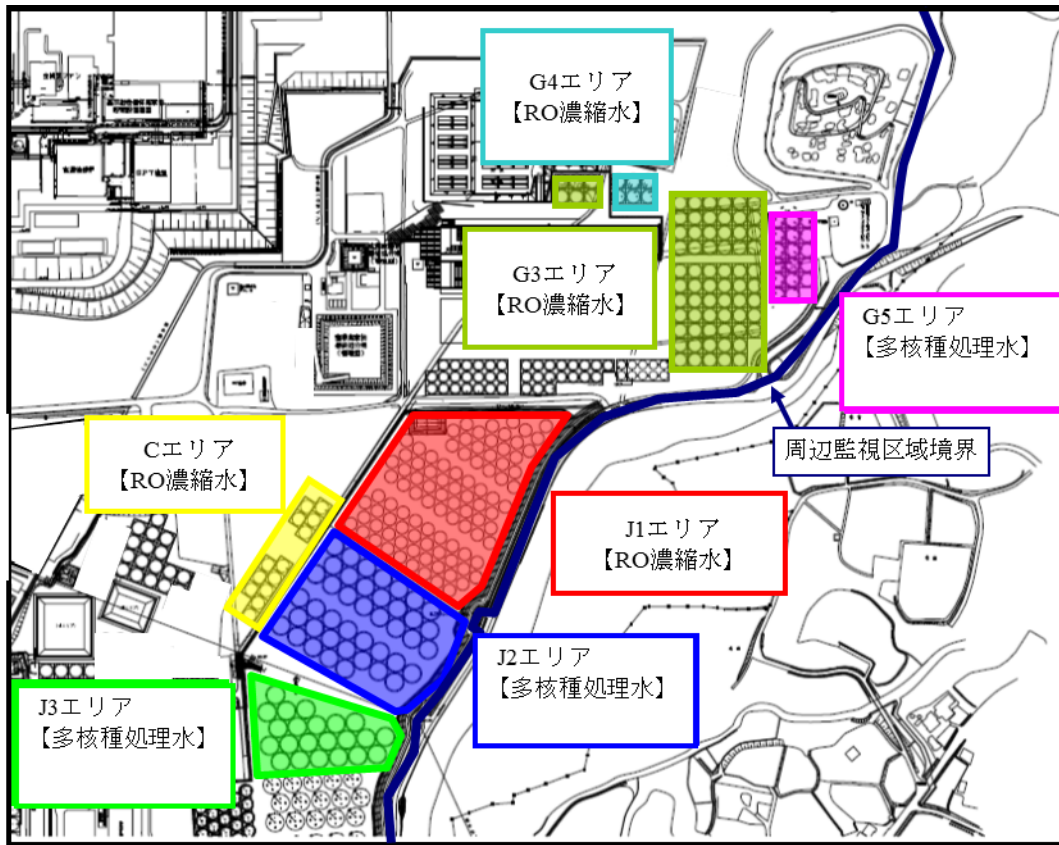 G4エリア
【RO濃縮水】
G3エリア
【RO濃縮水】
G5エリア
【多核種処理水】
周辺監視区域境界
Cエリア
【RO濃縮水】
J1エリア
【RO濃縮水】
J2エリア
【多核種処理水】
J3エリア
【多核種処理水】